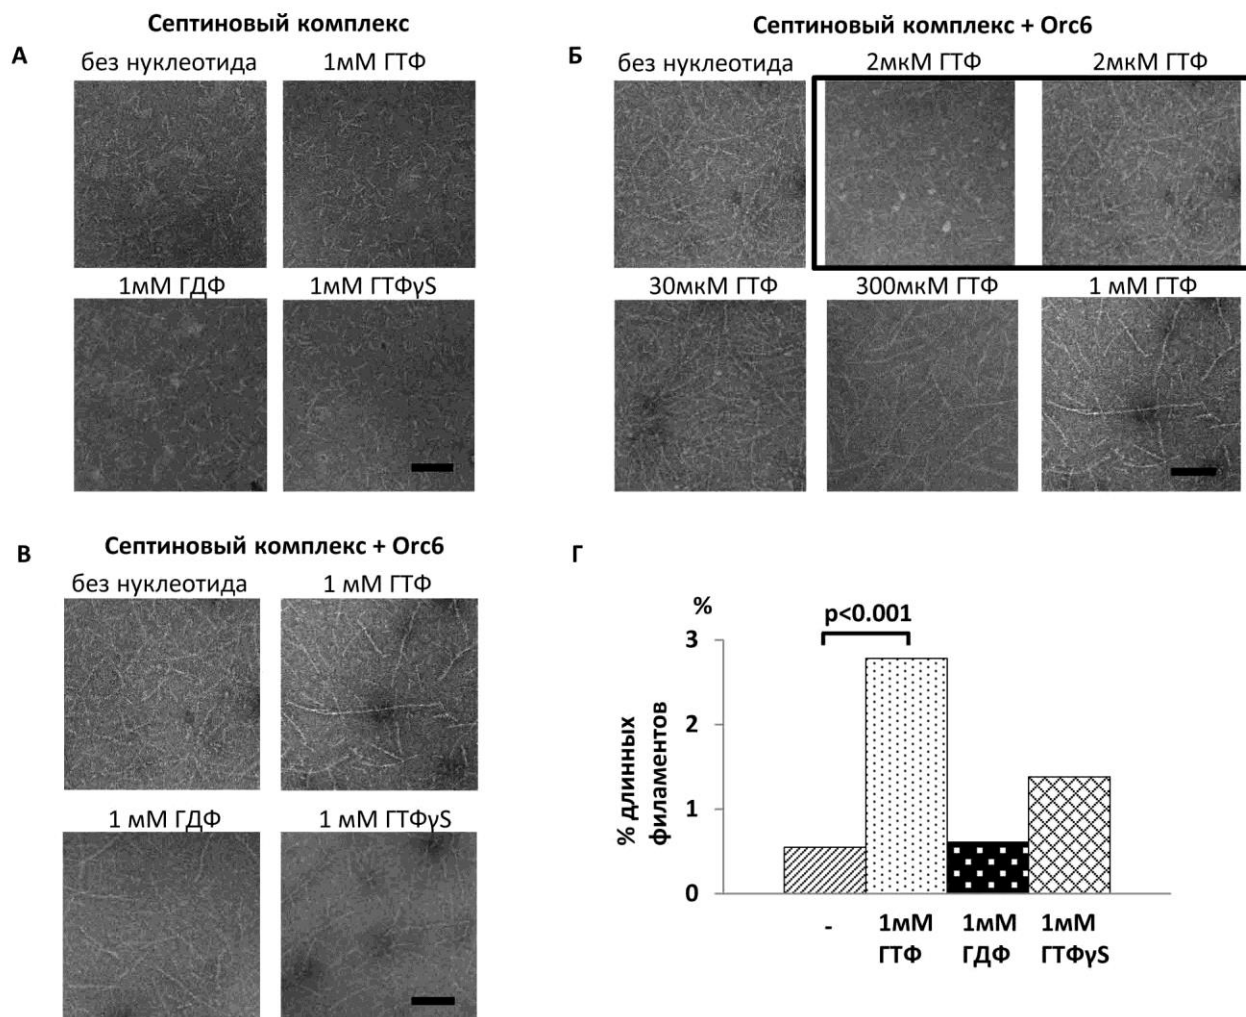 Септиновый комплекс
А
без нуклеотида
1мМ ГТФ
1мМ ГДФ
1мМ ГТФγS
Септиновый комплекс + Orc6
Б
без нуклеотида
2мкМ ГТФ
2мкМ ГТФ
30мкМ ГТФ
300мкМ ГТФ
1 мМ ГТФ
Септиновый комплекс + Orc6
В
без нуклеотида
1 мМ ГТФ
1 мМ ГДФ
1 мМ ГТФγS
Г
%
p<0.001
3
2
1
0
% длинных
филаментов
-
1мМ
ГТФ
1мМ
ГДФ
1мМ
ГТФγS